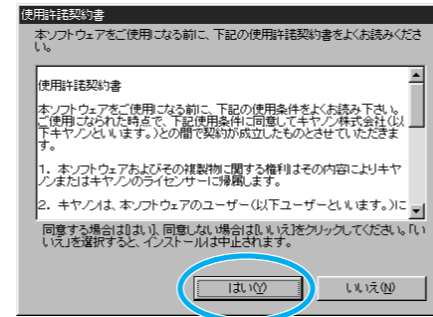 使用許諾契約書
本ソフトウェアをご使用になる前に、下記の使用許諾契約書をよくお読みくださ
い。
使用許諾契約書
本ソフトウェアをご使用になる前に、下記の使用条件をよくお読み下さい。
ご使用になられた時点で、下記使用条件に同意してキヤノン株式会社(以
下キヤノンといいます。)との間で契約が成立したものとさせていただきま
す。
1. 本ソフトウェアおよびその複製物に関する権利はその内容によりキヤ
ノンまたはキヤノンのライセンサーに帰属します。
2. キヤノンは、本ソフトウェアのユーザー(以下ユーザーといいます。)に
同意する場合は[はい]、同意しない場合は[いいえ]をクリックしてください。「い
いえ」を選択すると、インストールは中止されます。
はい(Y)
いいえ(N)